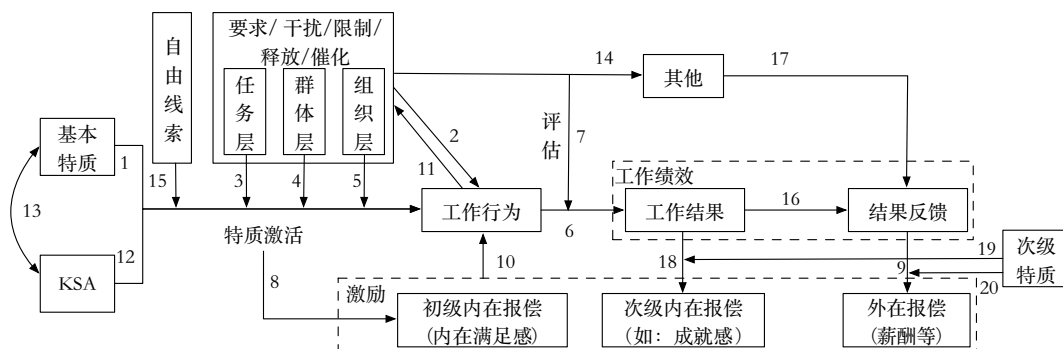 要求/ 干扰/限制/
释放/催化
自由线索
任务层
群体层
组织层
14
其他
17
基本
特质
1
15
3
4
5
11
2
评估
7
工作绩效
13
工作行为
6
工作结果
16
结果反馈
特质激活
KSA
12
8
10
18
9
19
20
次级
特质
激励
初级内在报偿
(内在满足感)
次级内在报偿
(如：成就感)
外在报偿
(薪酬等)